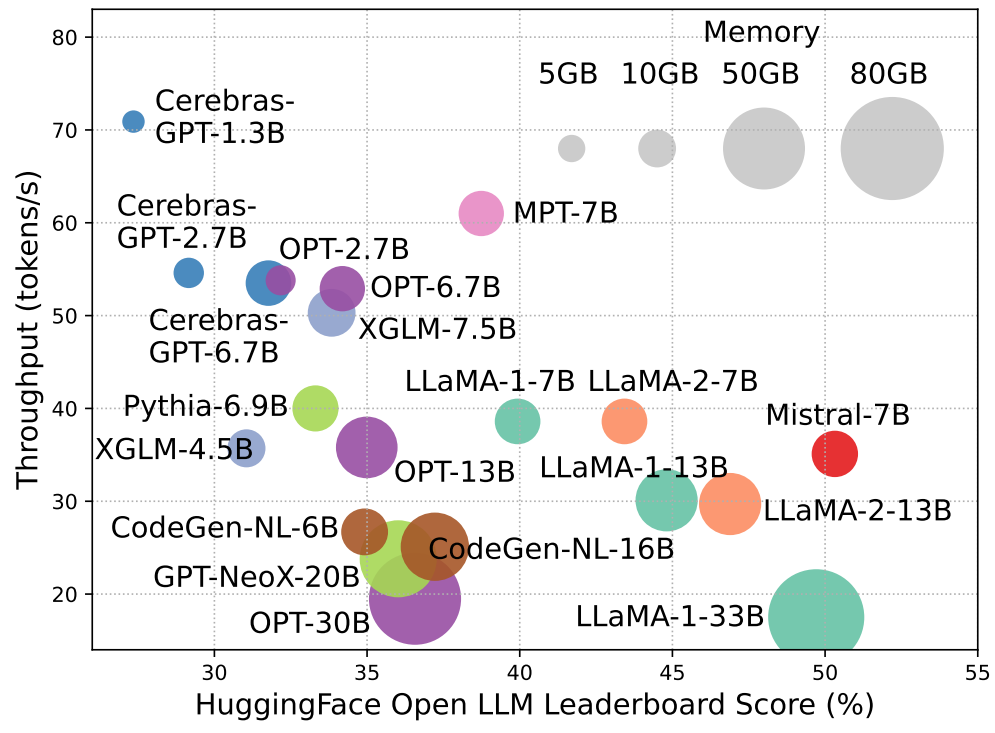 Memory
5GB 10GB 50GB 80GB
Cerebras-
GPT-1.3B
MPT-7B
Cerebras-
GPT-2.7B
OPT-2.7B
OPT-6.7B
Cerebras-
GPT-6.7B
XGLM-7.5B
LLaMA-1-7B LLaMA-2-7B
Pythia-6.9B
Mistral-7B
XGLM-4.5B
OPT-13B
LLaMA-1-13B
LLaMA-2-13B
CodeGen-NL-6B
CodeGen-NL-16B
GPT-NeoX-20B
OPT-30B
LLaMA-1-33B
80
70
60
50
40
30
20
Throughput (tokens/s)
30 35 40 45 50 55
HuggingFace Open LLM Leaderboard Score (%)